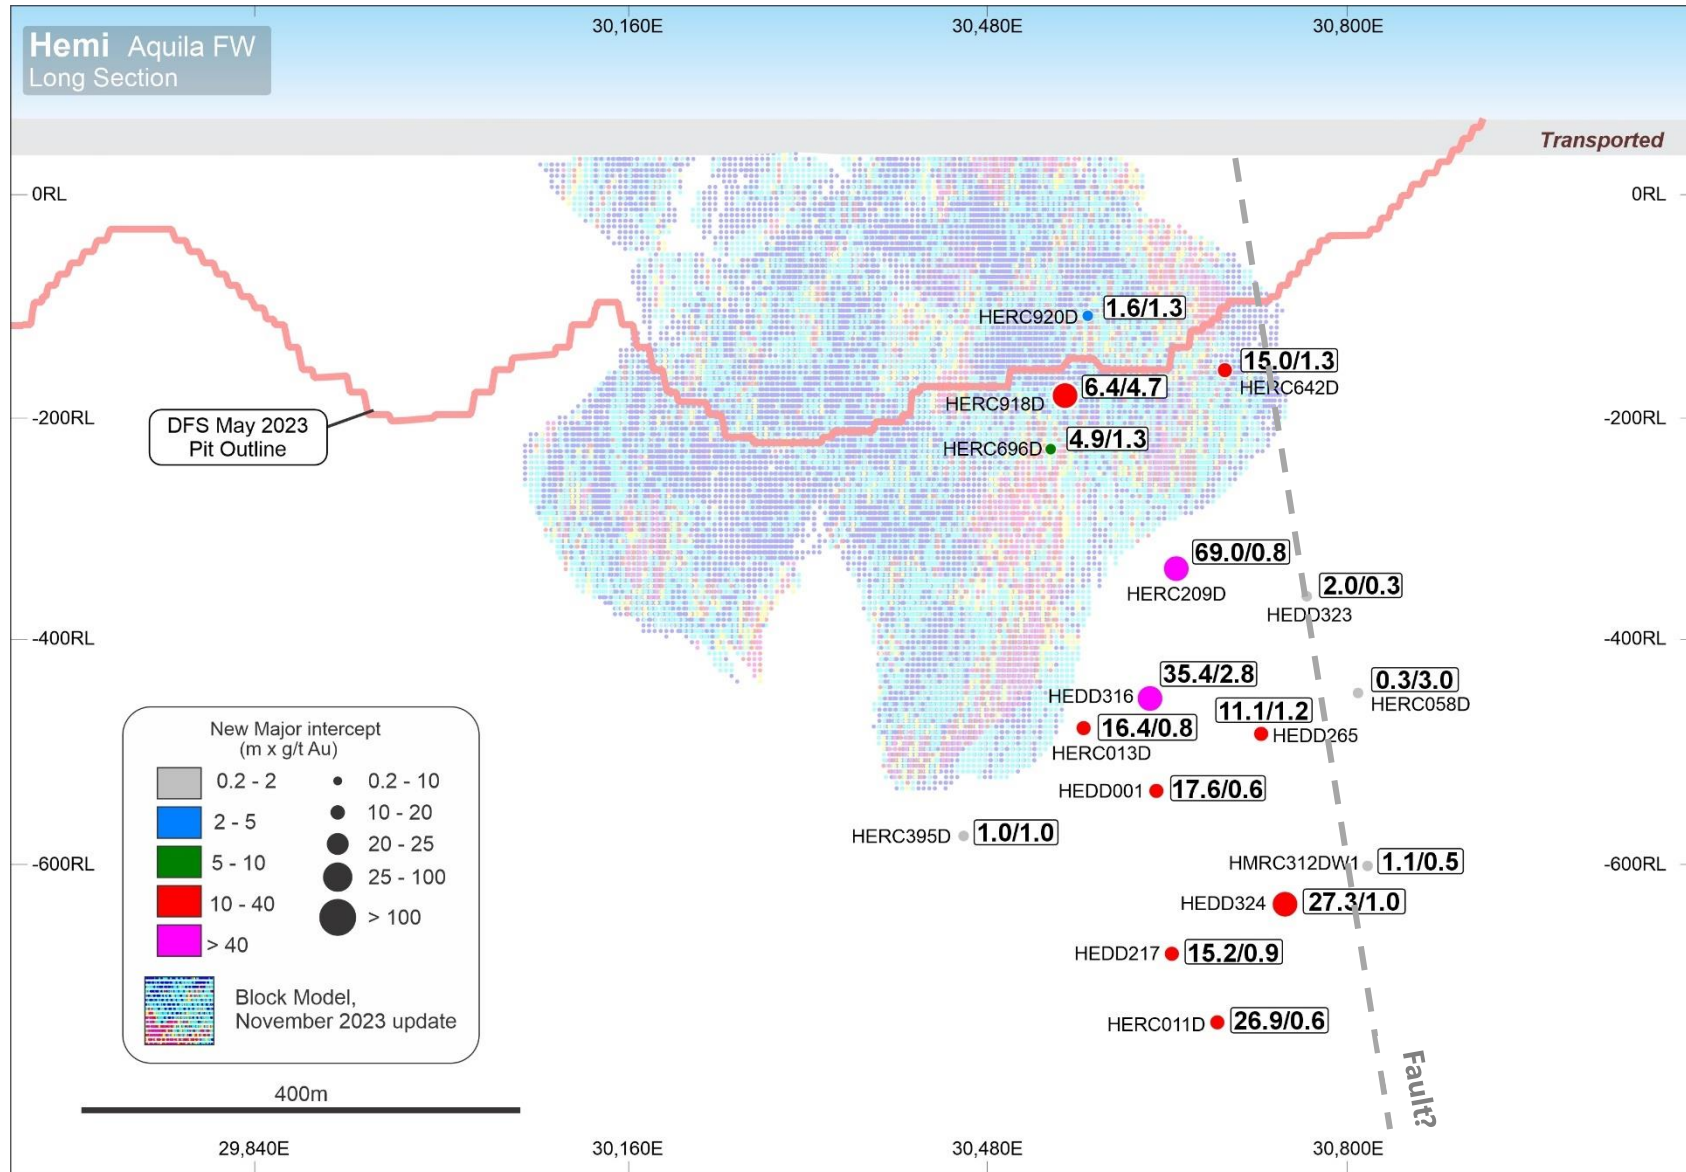 30,160E
30,480E
30,800E
Hemi Aquila FW
Long Section
Transported
0RL
0RL
HERC920D
1.6/1.3
15.0/1.3
HERC642D
6.4/4.7
HERC918D
-200RL
-200RL
DFS May 2023
Pit Outline
4.9/1.3
HERC696D
69.0/0.8
HERC209D
2.0/0.3
HEDD323
-400RL
-400RL
35.4/2.8
HEDD316
0.3/3.0
HERC058D
11.1/1.2
HEDD265
16.4/0.8
HERC013D
HEDD001
17.6/0.6
HERC395D
1.0/1.0
-600RL
-600RL
HMRC312DW1
1.1/0.5
HEDD324
27.3/1.0
HEDD217
15.2/0.9
HERC011D
26.9/0.6
Fault?
New Major intercept
(m x g/t Au)
0.2 - 2
0.2 - 10
2 - 5
10 - 20
5 - 10
20 - 25
10 - 40
25 - 100
> 40
> 100
Block Model,
November 2023 update
400m
29,840E
30,160E
30,480E
30,800E